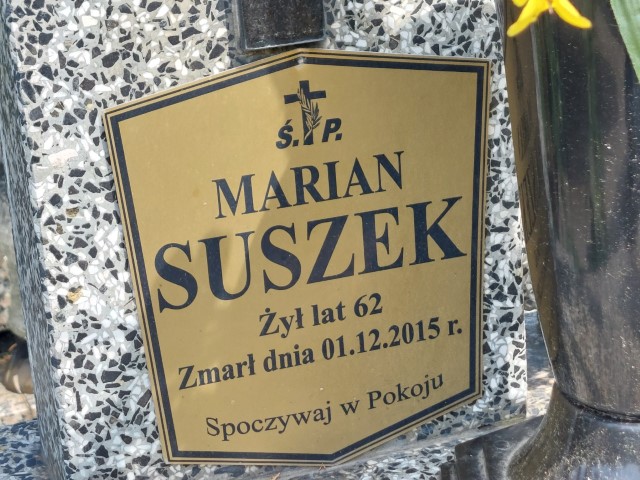 Ś. P.
MARIAN
SUSZEK
Żył lat 62
Zmarł dnia 01.12.2015 r.
Spoczywaj w Pokoju